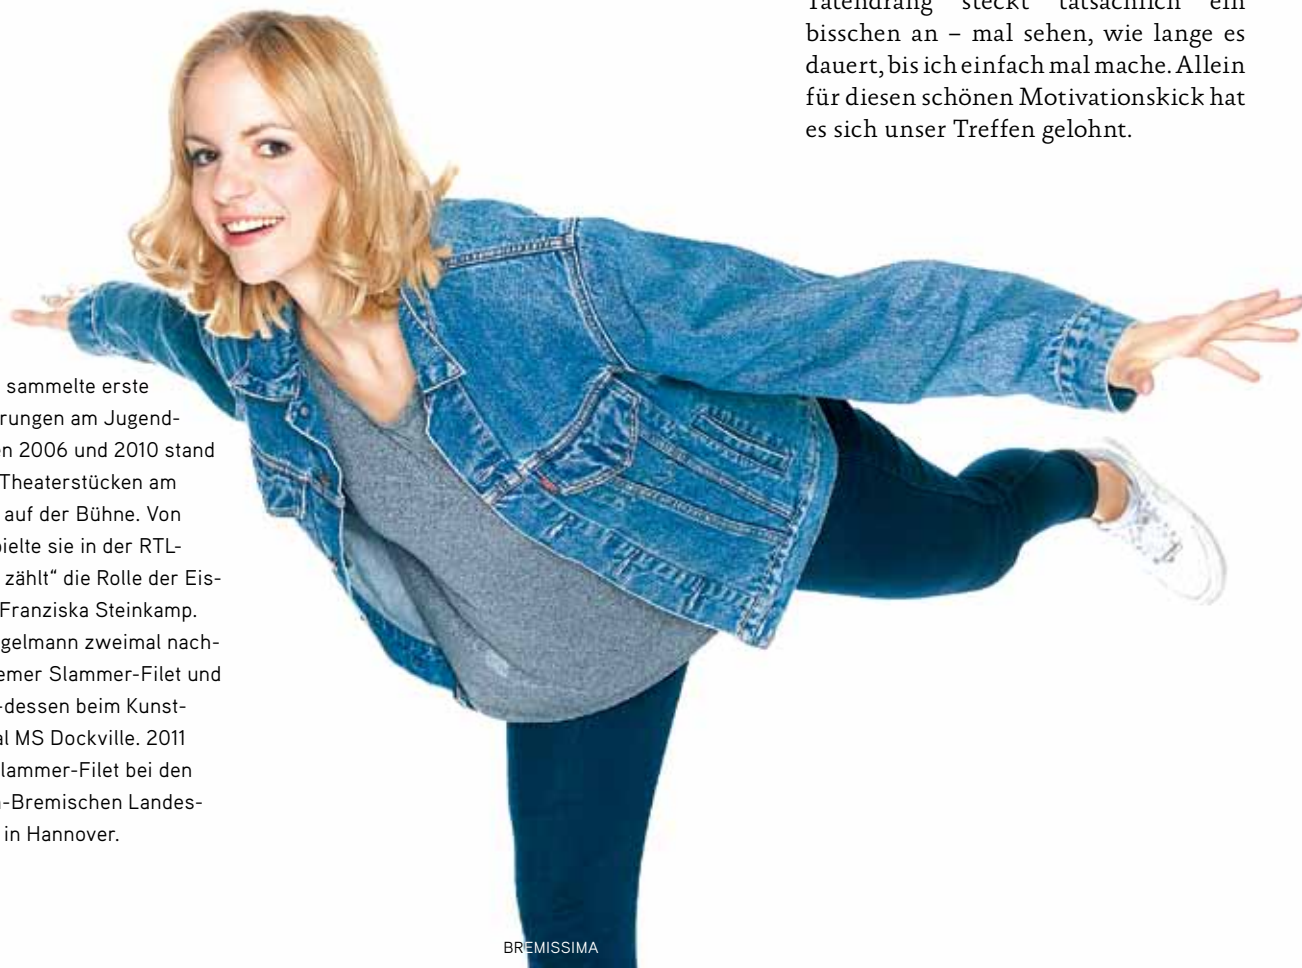 Tatendrang steckt tatsächlich ein
bisschen an – mal sehen, wie lange es
dauert, bis ich einfach mal mache. Allein
für diesen schönen Motivationskick hat
es sich unser Treffen gelohnt.
sammelte erste
rungen am Jugend-
n 2006 und 2010 stand
Theaterstücken am
auf der Bühne. Von
pielte sie in der RTL-
zählt“ die Rolle der Eis-
Franziska Steinkamp.
gelmann zweimal nach-
emer Slammer-Filet und
-dessen beim Kunst-
al MS Dockville. 2011
lammer-Filet bei den
n-Bremischen Landes-
in Hannover.
BREMISSIMA